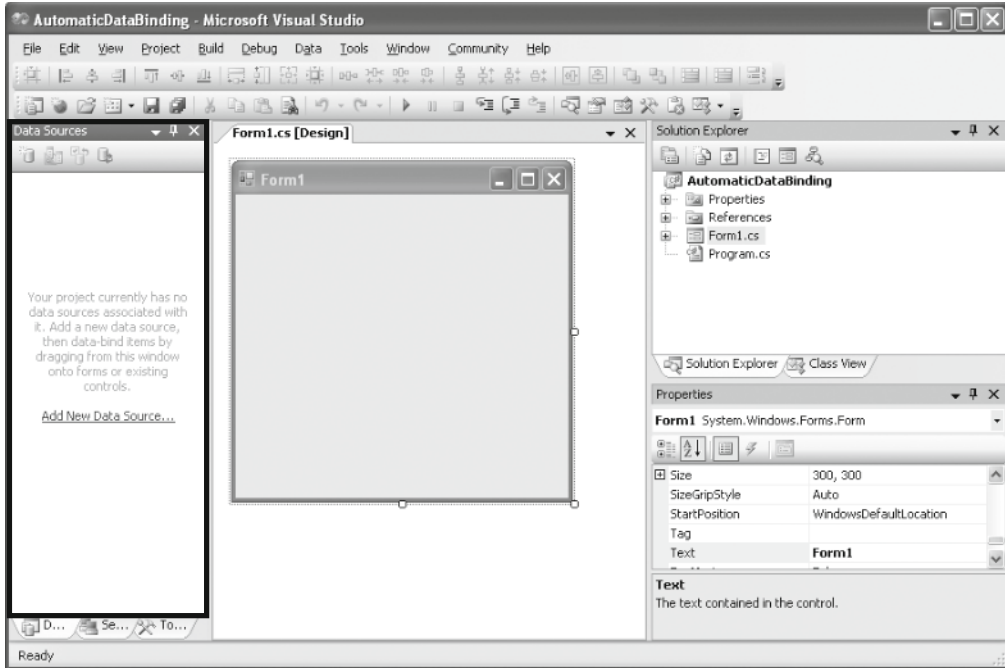 AutomaticDataBinding - Microsoft Visual Studio
File Edit View Project Build Debug Data Tools Window Community Help
Data Sources
Your project currently has no
data sources associated with
it. Add a new data source,
then data-bind items by
dragging from this window
onto forms or existing
controls.
Add New Data Source...
D... Se... To...
Form1.cs [Design]
Form1
Solution Explorer
AutomaticDataBinding
Properties
References
Form1.cs
Program.cs
Solution Explorer Class View
Properties
Form1 System.Windows.Forms.Form
Size 300, 300
SizeGripStyle Auto
StartPosition WindowsDefaultLocation
Tag
Text Form1
Text
The text contained in the control.
Ready